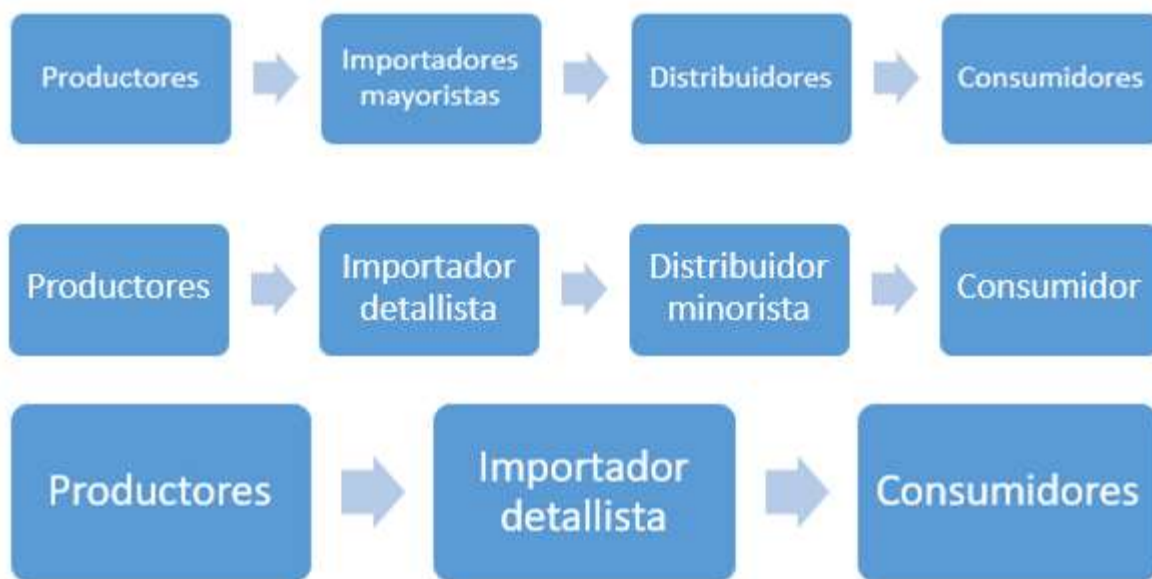 Productores
Importadores
mayoristas
Distribuidores
Consumidores
Productores
Importador
detallista
Distribuidor
minorista
Consumidor
Productores
Importador
detallista
Consumidores